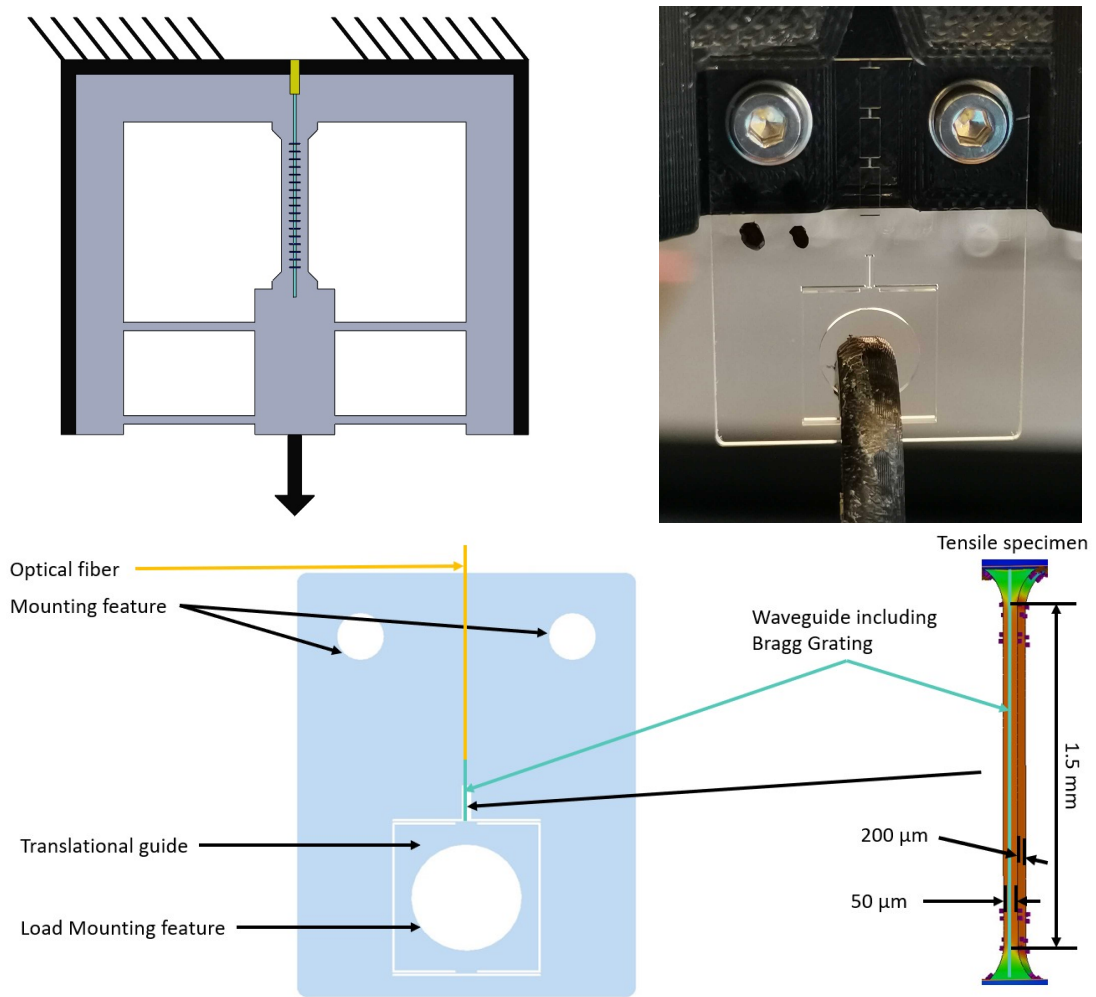 Tensile specimen
Optical fiber
Mounting feature
Waveguide including
Bragg Grating
1.5 mm
200 µm
Translational guide
50 µm
Load Mounting feature